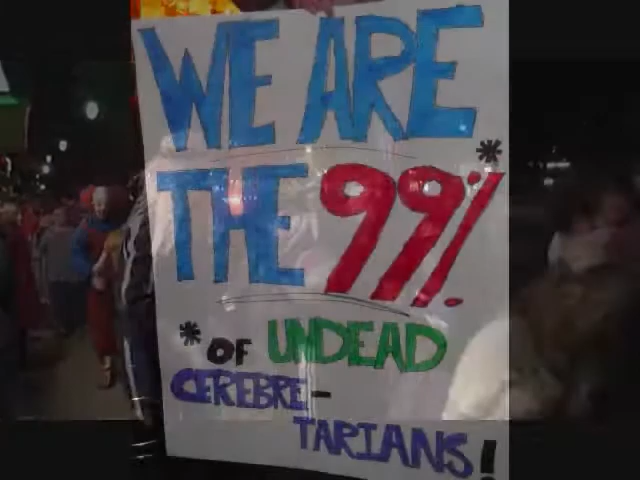 WE ARE
THE 99%*
*OF UNDEAD
CEREBRE-
TARIANS!